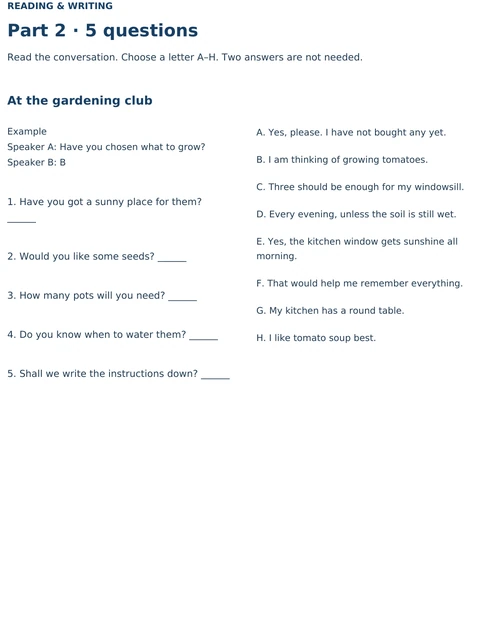 READING & WRITING
Part 2 · 5 questions
Read the conversation. Choose a letter A–H. Two answers are not needed.
At the gardening club
Example
Speaker A: Have you chosen what to grow?
Speaker B: B
1. Have you got a sunny place for them?
______
2. Would you like some seeds? ______
3. How many pots will you need? ______
4. Do you know when to water them? ______
5. Shall we write the instructions down? ______
A. Yes, please. I have not bought any yet.
B. I am thinking of growing tomatoes.
C. Three should be enough for my windowsill.
D. Every evening, unless the soil is still wet.
E. Yes, the kitchen window gets sunshine all
morning.
F. That would help me remember everything.
G. My kitchen has a round table.
H. I like tomato soup best.